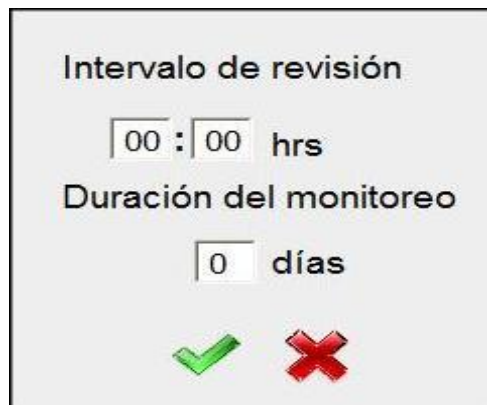 Intervalo de revisión
00 : 00 hrs
Duración del monitoreo
0 días